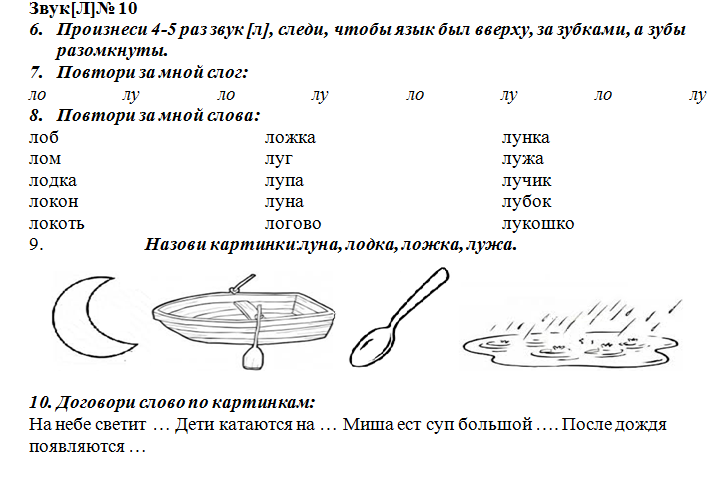 Звук[Л]№ 10
6. Произнеси 4-5 раз звук [л], следи, чтобы язык был вверху, за зубками, а зубы
разомкнуты.
7. Повтори за мной слог:
ло лу ло лу ло лу ло лу
8. Повтори за мной слова:
лоб ложка лунка
лом луг лужа
лодка лупа лучик
локон луна лубок
локоть логово лукошко
9. Назови картинки:луна, лодка, ложка, лужа.
10. Договори слово по картинкам:
На небе светит … Дети катаются на … Миша ест суп большой …. После дождя
появляются …